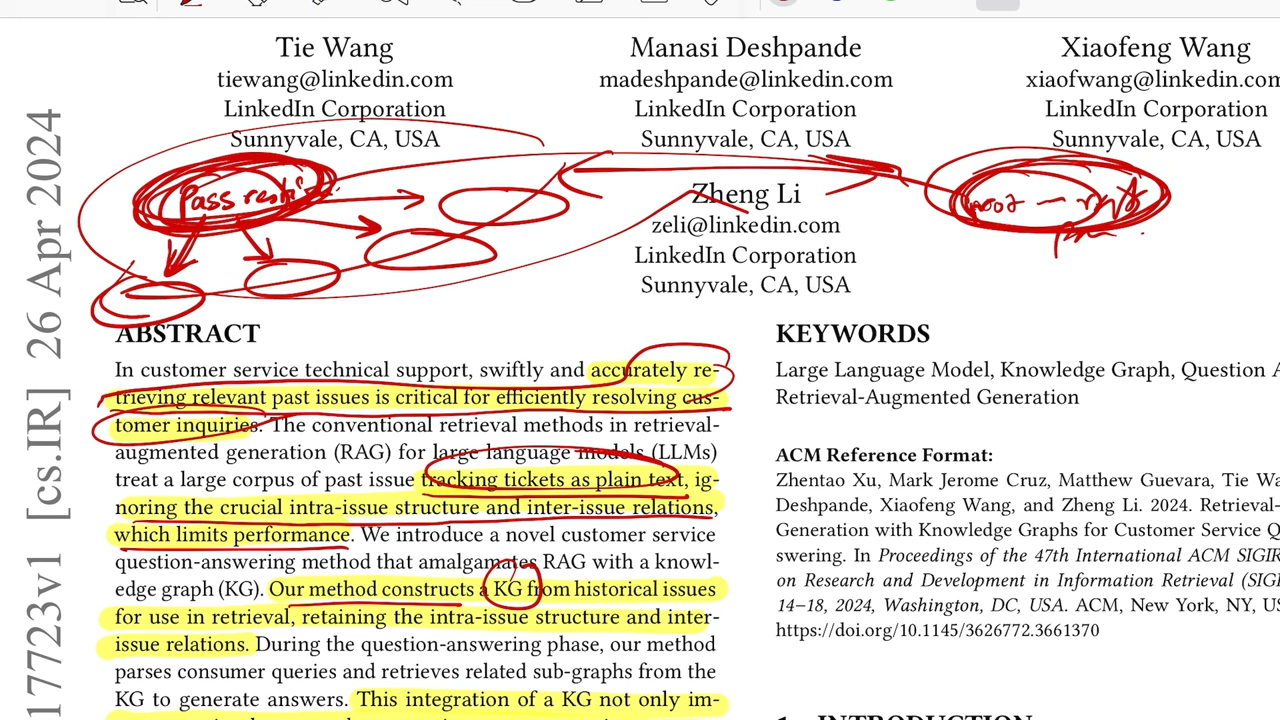 Tie Wang
tiewang@linkedin.com
LinkedIn Corporation
Sunnyvale, CA, USA
Manasi Deshpande
madeshpande@linkedin.com
LinkedIn Corporation
Sunnyvale, CA, USA
Xiaofeng Wang
xiaofwang@linkedin.com
LinkedIn Corporation
Sunnyvale, CA, USA
Pass
Zheng Li
zeli@linkedin.com
LinkedIn Corporation
Sunnyvale, CA, USA
17723v1 [cs.IR] 26 Apr 2024
ABSTRACT
In customer service technical support, swiftly and accurately re-
trieving relevant past issues is critical for efficiently resolving cus-
tomer inquiries. The conventional retrieval methods in retrieval-
augmented generation (RAG) for large language models (LLMs)
treat a large corpus of past issue tracking tickets as plain text, ig-
noring the crucial intra-issue structure and inter-issue relations,
which limits performance. We introduce a novel customer service
question-answering method that amalgamates RAG with a knowl-
edge graph (KG). Our method constructs a KG from historical issues
for use in retrieval, retaining the intra-issue structure and inter-
issue relations. During the question-answering phase, our method
parses consumer queries and retrieves related sub-graphs from the
KG to generate answers. This integration of a KG not only im-
KEYWORDS
Large Language Model, Knowledge Graph, Question A
Retrieval-Augmented Generation
ACM Reference Format:
Zhentao Xu, Mark Jerome Cruz, Matthew Guevara, Tie Wa
Deshpande, Xiaofeng Wang, and Zheng Li. 2024. Retrieval-
Generation with Knowledge Graphs for Customer Service Q
swering. In Proceedings of the 47th International ACM SIGIR
on Research and Development in Information Retrieval (SIG
14–18, 2024, Washington, DC, USA. ACM, New York, NY, US
https://doi.org/10.1145/3626772.3661370
1 INTRODUCTION